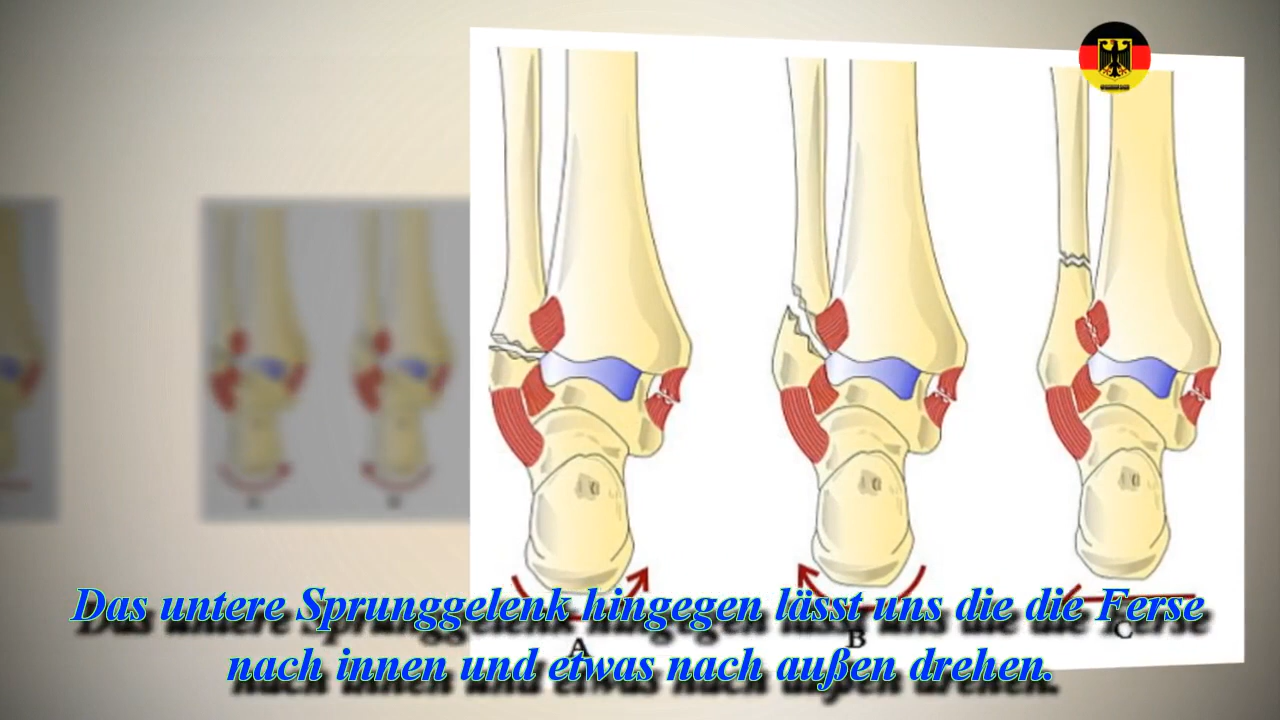 Das untere Sprunggelenk hingegen lässt uns die die Ferse
nach innen und etwas nach außen drehen.
A
B
C